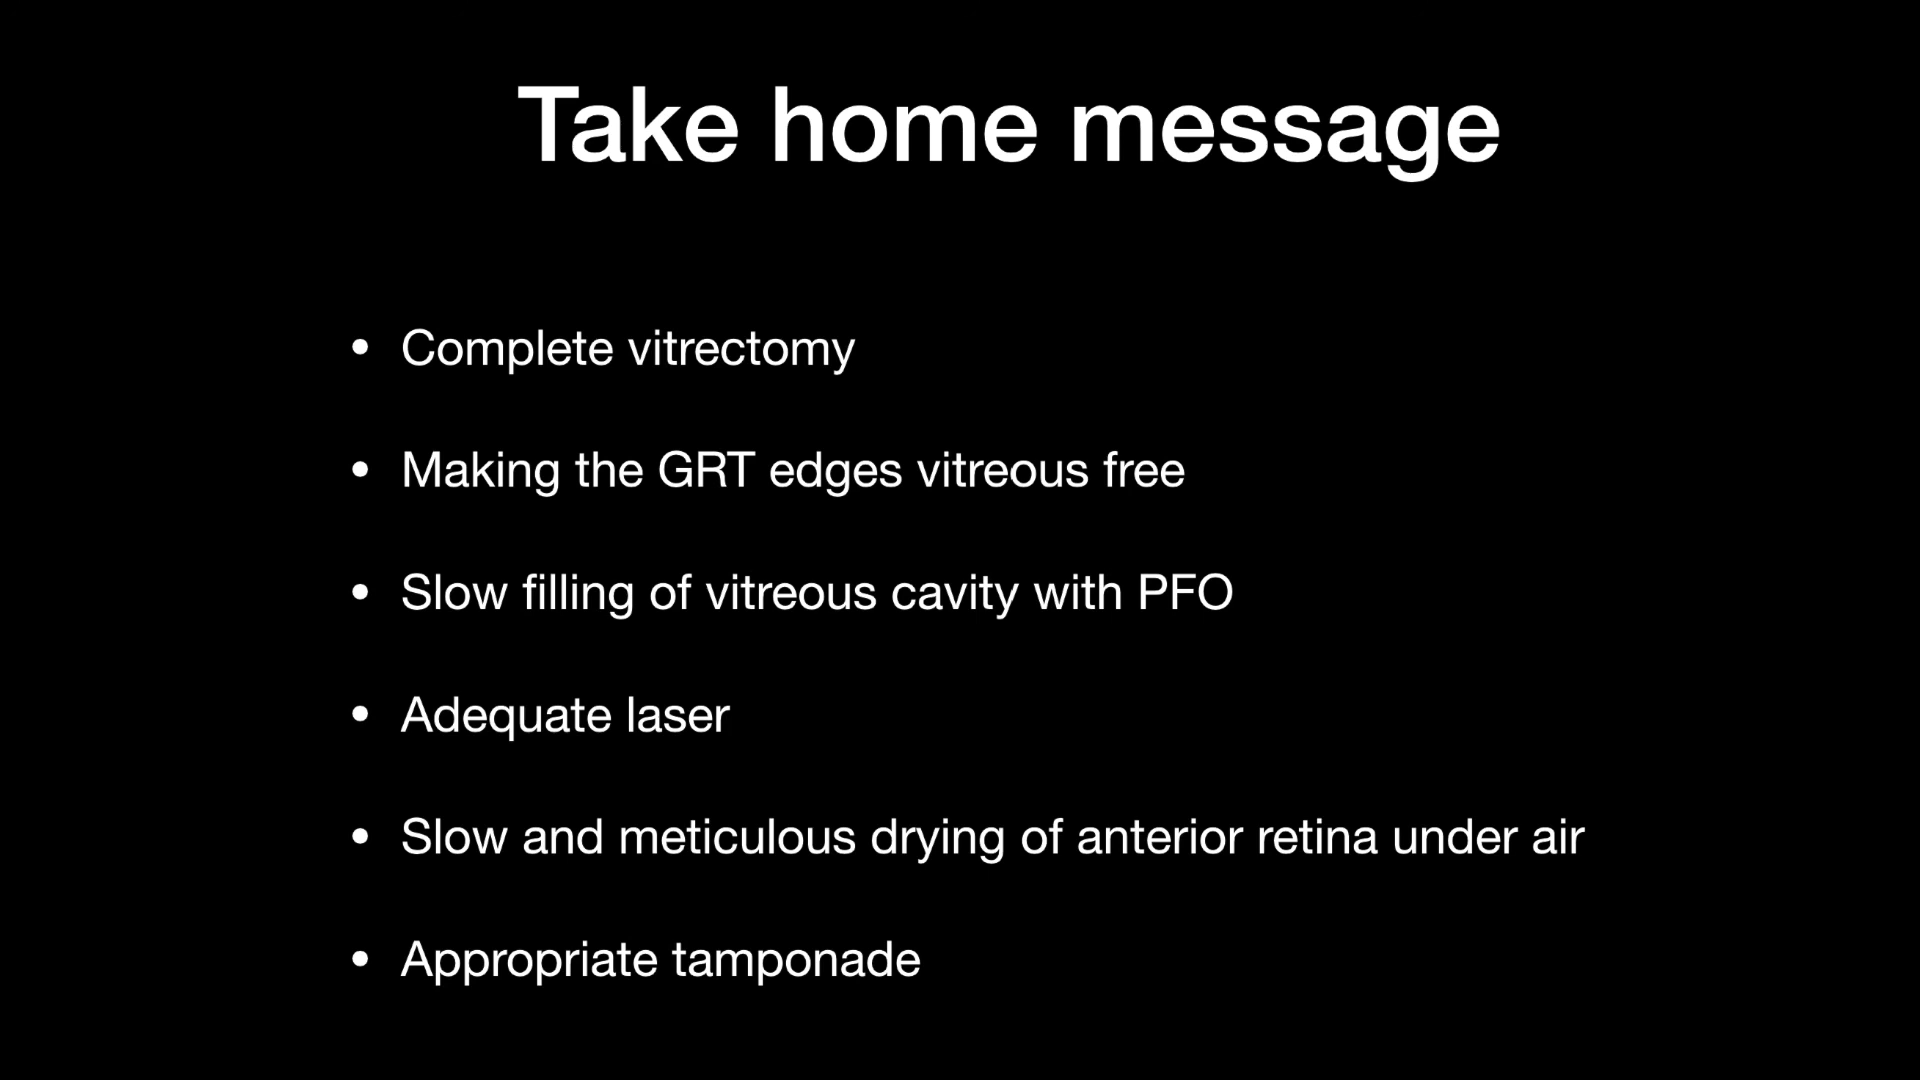 Take home message
• Complete vitrectomy
• Making the GRT edges vitreous free
• Slow filling of vitreous cavity with PFO
• Adequate laser
• Slow and meticulous drying of anterior retina under air
• Appropriate tamponade